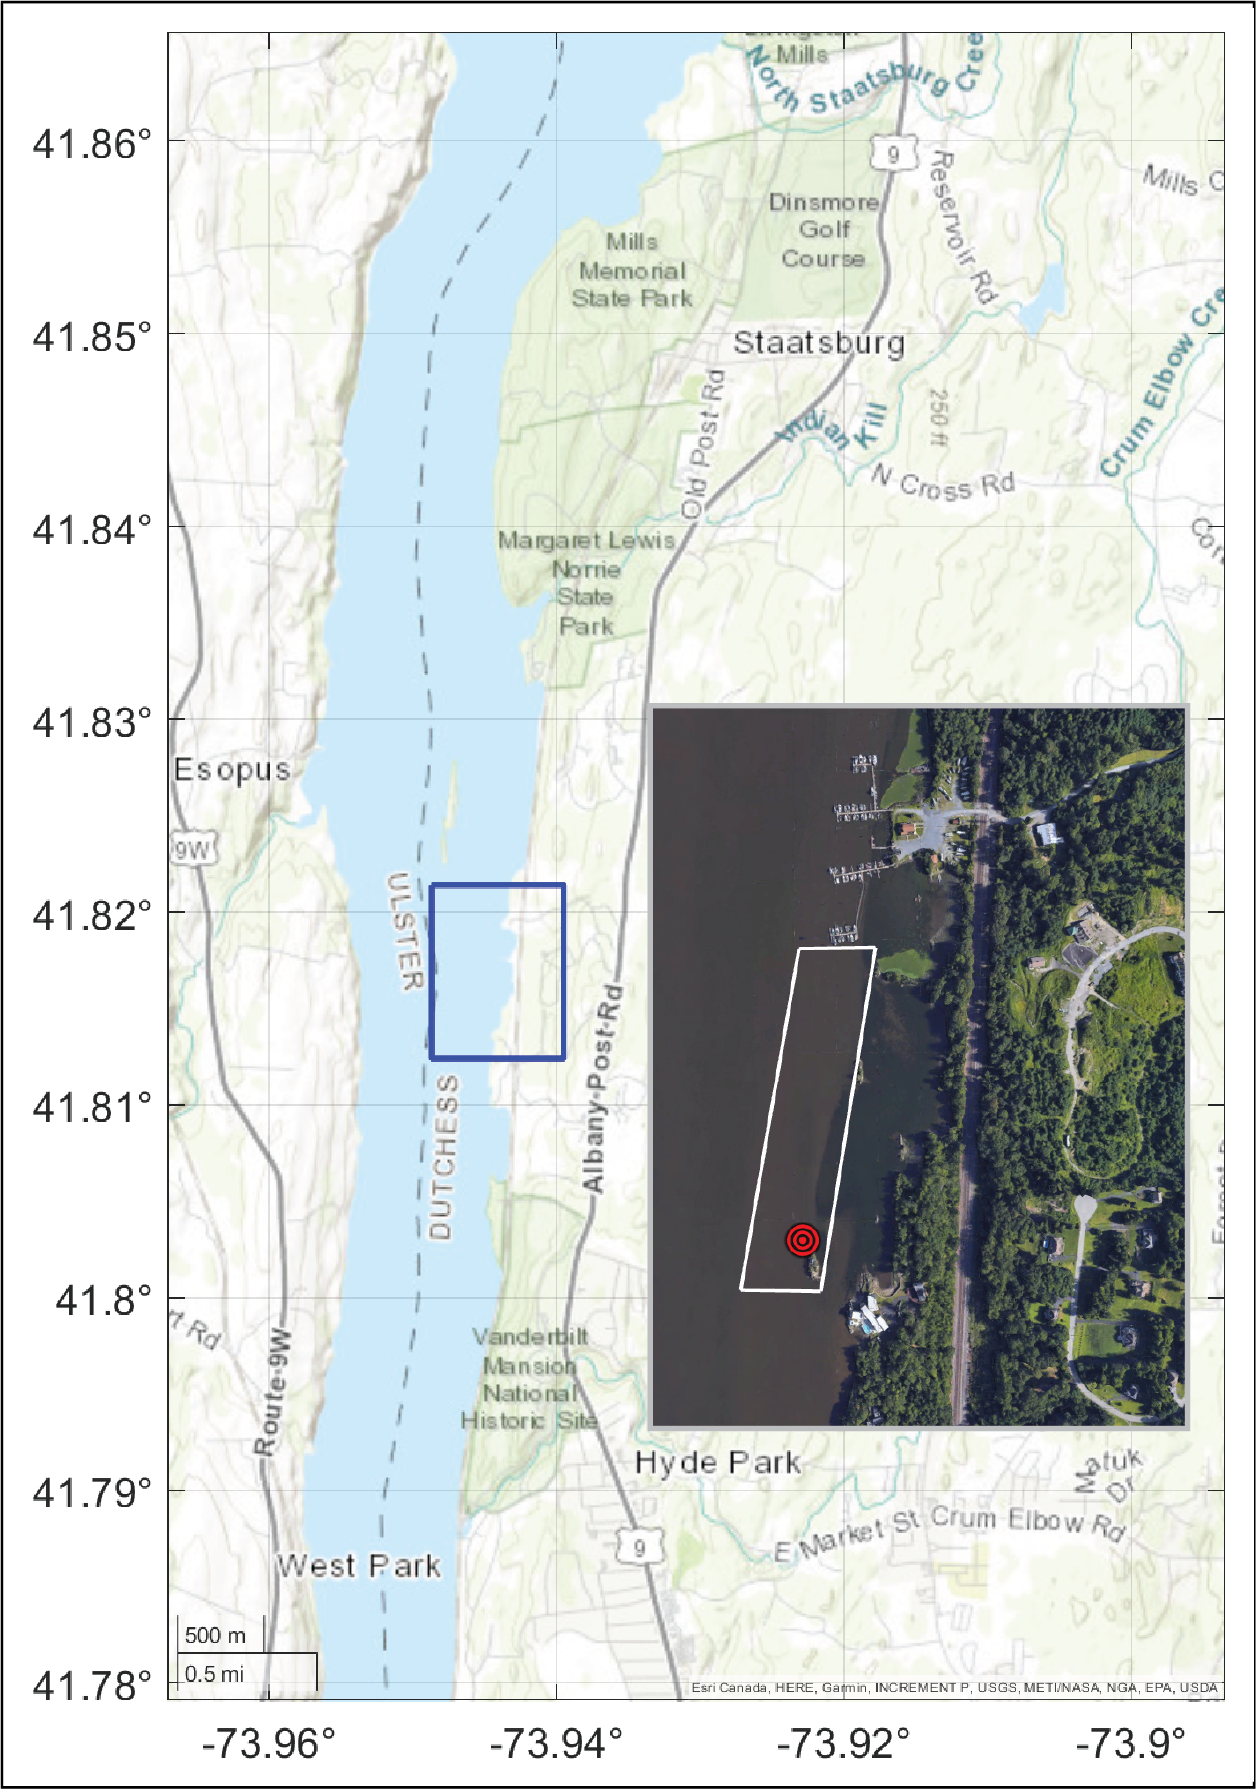 Mills
North Staatsburg Cree
41.86°
9
Reservoir Rd
Mills C
Dinsmore
Golf
Course
Mills
Memorial
State Park
41.85°
Staatsburg
Crum Elbow Cre
Old Post Rd
Indian Kill
250 ft
N Cross Rd
41.84°
Margaret Lewis
Norrie
State
Park
41.83°
Esopus
9W
ULSTER
41.82°
DUTCHESS
Albany-Post-Rd
41.81°
41.8°
rt Rd
Route-9W
Vanderbilt
Mansion
National
Historic Site
Hyde Park
Matuk
Dr
41.79°
E Market St Crum Elbow Rd
9
West Park
500 m
0.5 mi
41.78°
Esri Canada, HERE, Garmin, INCREMENT P, USGS, METI/NASA, NGA, EPA, USDA
-73.96°
-73.94°
-73.92°
-73.9°